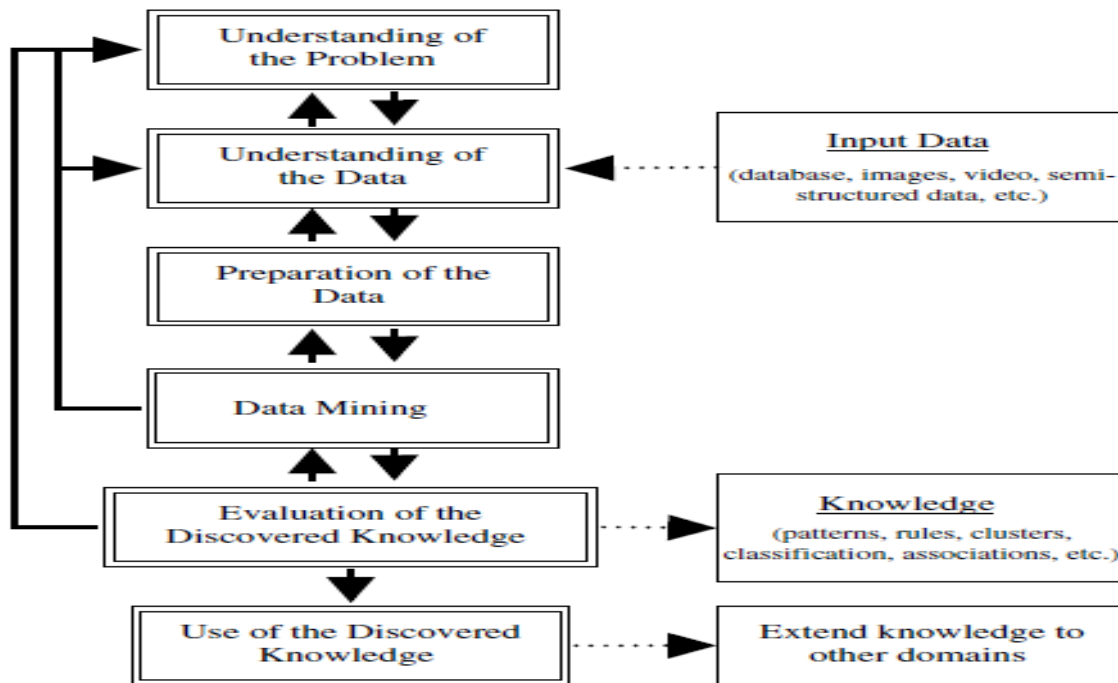 Understanding of
the Problem
Understanding of
the Data
Input Data
(database, images, video, semi-
structured data, etc.)
Preparation of the
Data
Data Mining
Evaluation of the
Discovered Knowledge
Knowledge
(patterns, rules, clusters,
classification, associations, etc.)
Use of the Discovered
Knowledge
Extend knowledge to
other domains